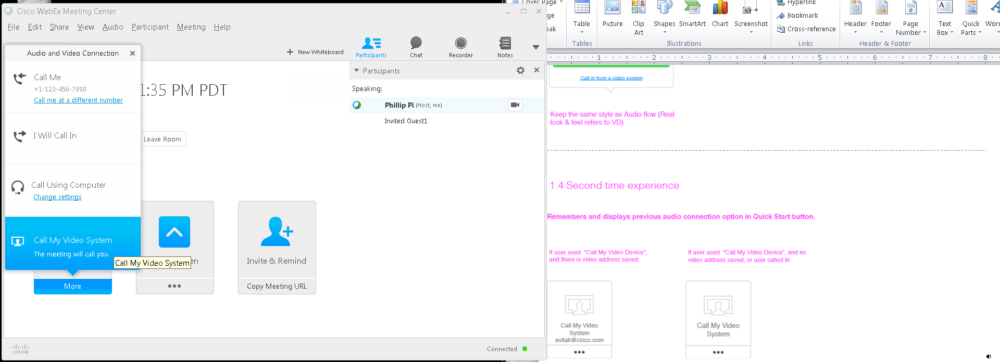 Cisco WebEx Meeting Center
File Edit Share View Audio Participant Meeting Help
Audio and Video Connection
Call Me
+1-123-456-7890
Call me at a different number
I Will Call In
Call Using Computer
Change settings
Call My Video System
The meeting will call you.
Call My Video System
More
New Whiteboard
Participants
Chat
Recorder
Notes
1:35 PM PDT
Leave Room
Invite & Remind
Copy Meeting URL
Participants
Speaking:
Phillip Pi (Host, me)
Invited Guest1
CISCO
Connected
Cover Page
Table
Tables
Picture
Clip
Art
Shapes
SmartArt
Chart
Screenshot
Illustrations
Hyperlink
Bookmark
Cross-reference
Links
Header
Footer
Page
Number
Header & Footer
Text
Box
Quick
Parts
1 2 3 4 5 6 7 8
Call in from a video system
Keep the same style as Audio flow (Real
look & feel refers to VD)
1.4 Second time experience
Remembers and displays previous audio connection option in Quick Start button.
If user used "Call My Video Device",
and there is video address saved:
If user used "Call My Video Device", and no
video address saved, or user called in:
Call My Video
System
avitali@cisco.com
Call My Video
System